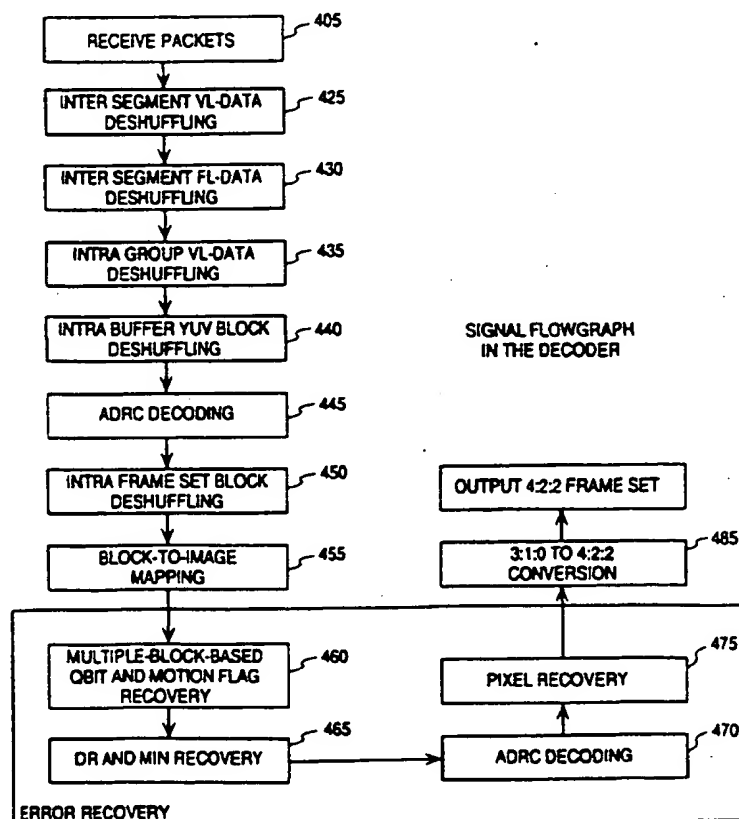 RECEIVE PACKETS
405
INTER SEGMENT VL-DATA
DESHUFFLING
425
INTER SEGMENT FL-DATA
DESHUFFLING
430
INTRA GROUP VL-DATA
DESHUFFLING
435
INTRA BUFFER YUV BLOCK
DESHUFFLING
440
SIGNAL FLOWGRAPH
IN THE DECODER
ADRC DECODING
445
INTRA FRAME SET BLOCK
DESHUFFLING
450
OUTPUT 4:2:2 FRAME SET
BLOCK-TO-IMAGE
MAPPING
455
3:1:0 TO 4:2:2
CONVERSION
485
MULTIPLE-BLOCK-BASED
QBIT AND MOTION FLAG
RECOVERY
460
PIXEL RECOVERY
475
DR AND MIN RECOVERY
465
ADRC DECODING
470
ERROR RECOVERY